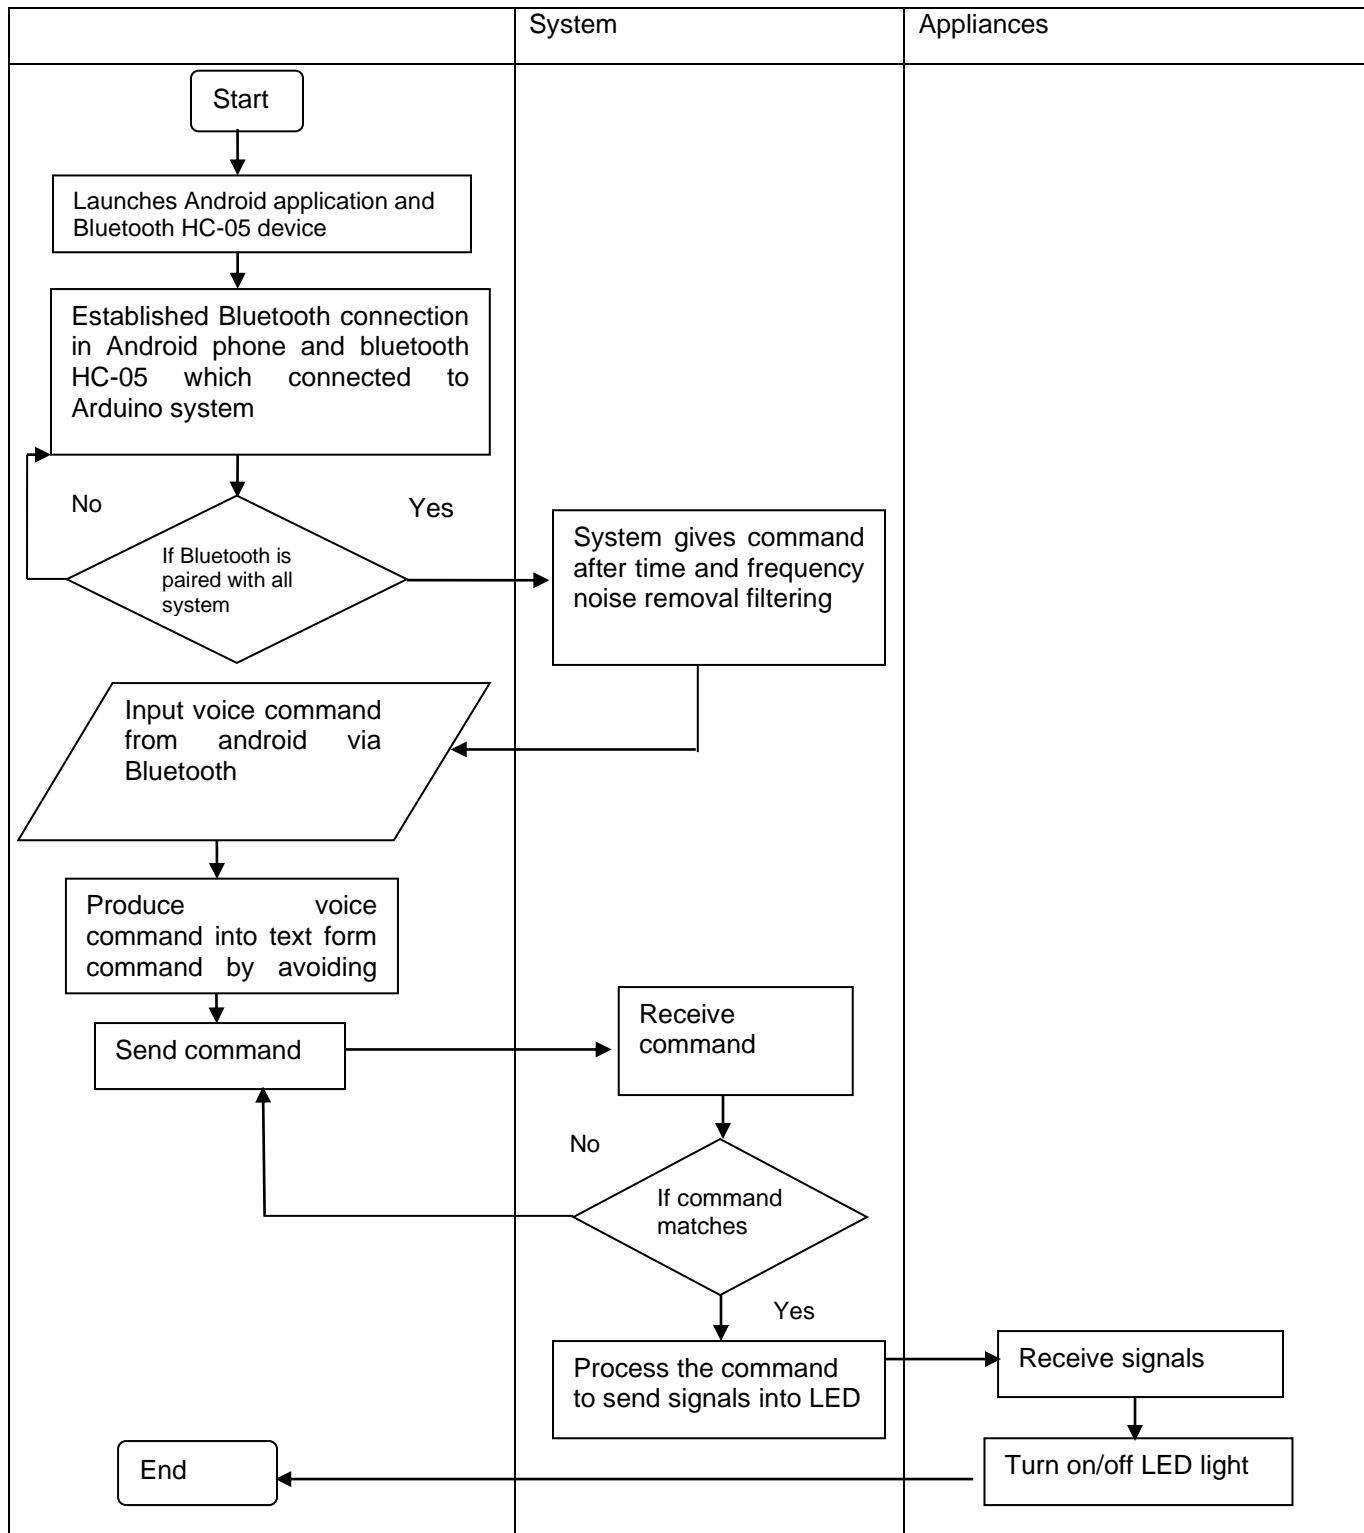 System
Appliances
Start
Launches Android application and
Bluetooth HC-05 device
Established Bluetooth connection
in Android phone and bluetooth
HC-05 which connected to
Arduino system
No
Yes
If Bluetooth is
paired with all
system
System gives command
after time and frequency
noise removal filtering
Input voice command
from android via
Bluetooth
Produce voice
command into text form
command by avoiding
Send command
Receive
command
No
If command
matches
Yes
Process the command
to send signals into LED
Receive signals
Turn on/off LED light
End